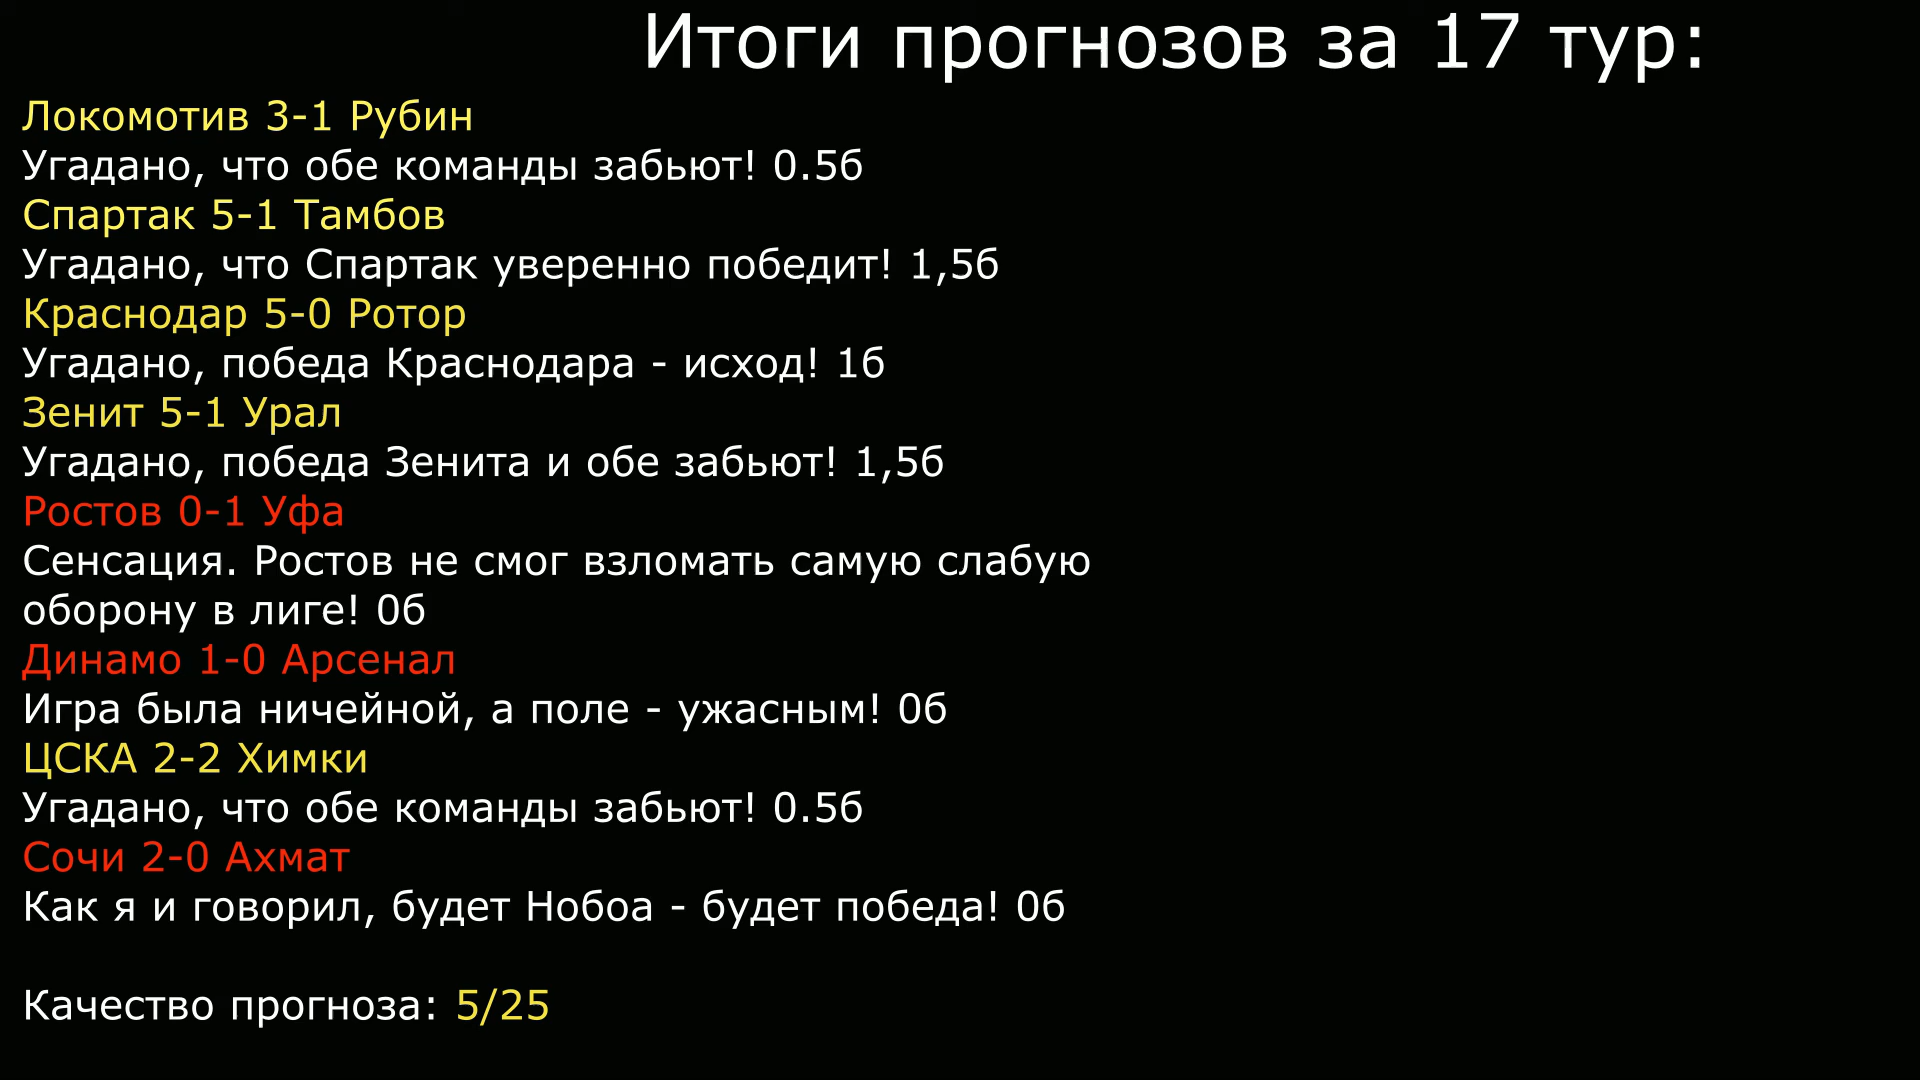 Итоги прогнозов за 17 тур:
Локомотив 3-1 Рубин
Угадано, что обе команды забьют! 0.5б
Спартак 5-1 Тамбов
Угадано, что Спартак уверенно победит! 1,5б
Краснодар 5-0 Ротор
Угадано, победа Краснодара - исход! 1б
Зенит 5-1 Урал
Угадано, победа Зенита и обе забьют! 1,5б
Ростов 0-1 Уфа
Сенсация. Ростов не смог взломать самую слабую
оборону в лиге! 0б
Динамо 1-0 Арсенал
Игра была ничейной, а поле - ужасным! 0б
ЦСКА 2-2 Химки
Угадано, что обе команды забьют! 0.5б
Сочи 2-0 Ахмат
Как я и говорил, будет Нобоа - будет победа! 0б
Качество прогноза: 5/25